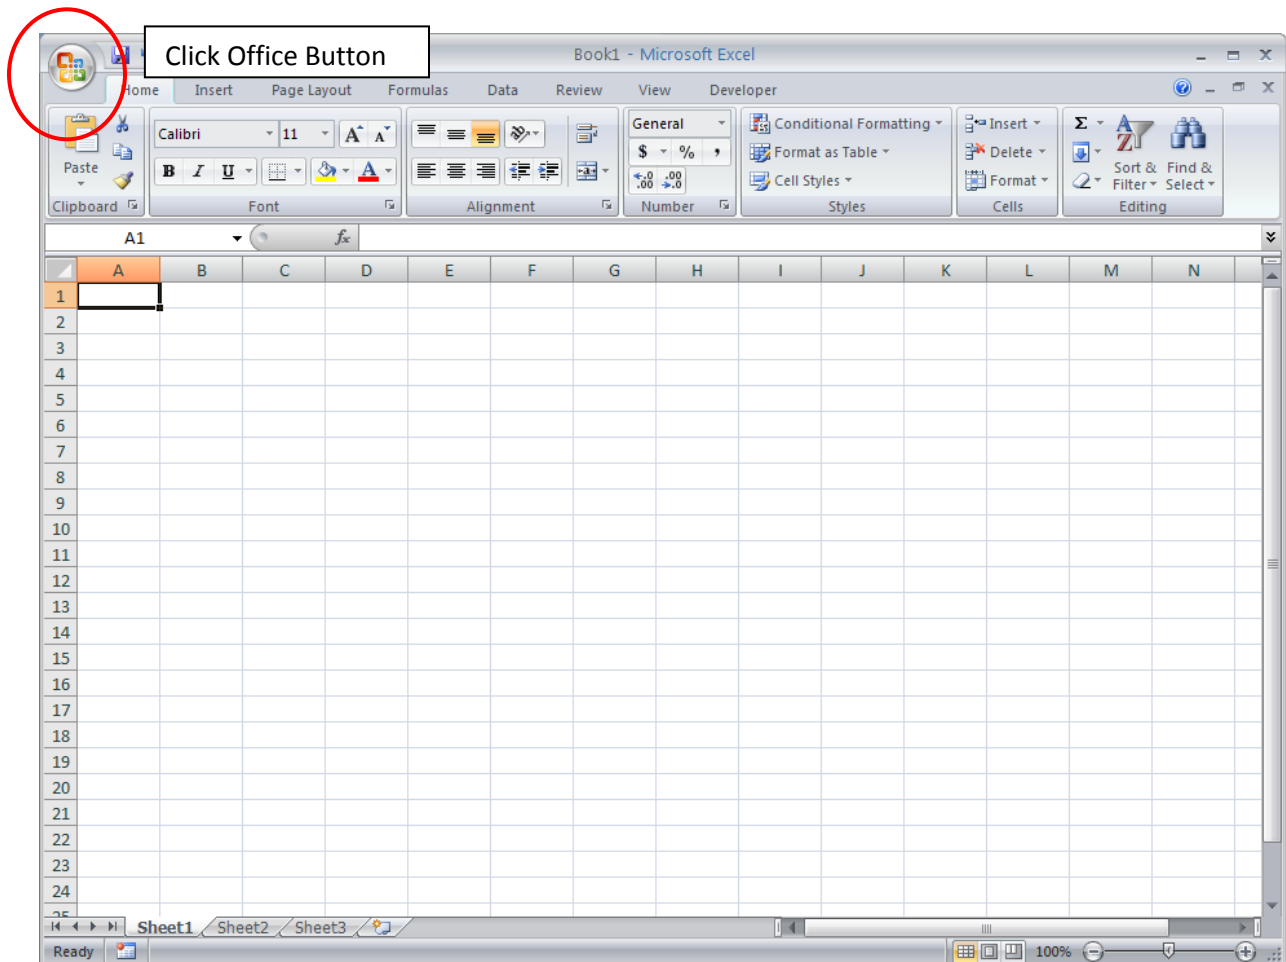 Click Office Button
Book1 - Microsoft Excel
Home Insert Page Layout Formulas Data Review View Developer
Calibri 11 General Conditional Formatting Insert Σ
$ % , Format as Table Delete
Paste B I U A Cell Styles Format Sort & Filter Find & Select
Clipboard Font Alignment Number Styles Cells Editing
A1 fx
A B C D E F G H I J K L M N
1
2
3
4
5
6
7
8
9
10
11
12
13
14
15
16
17
18
19
20
21
22
23
24
25
Sheet1 Sheet2 Sheet3
Ready 100%